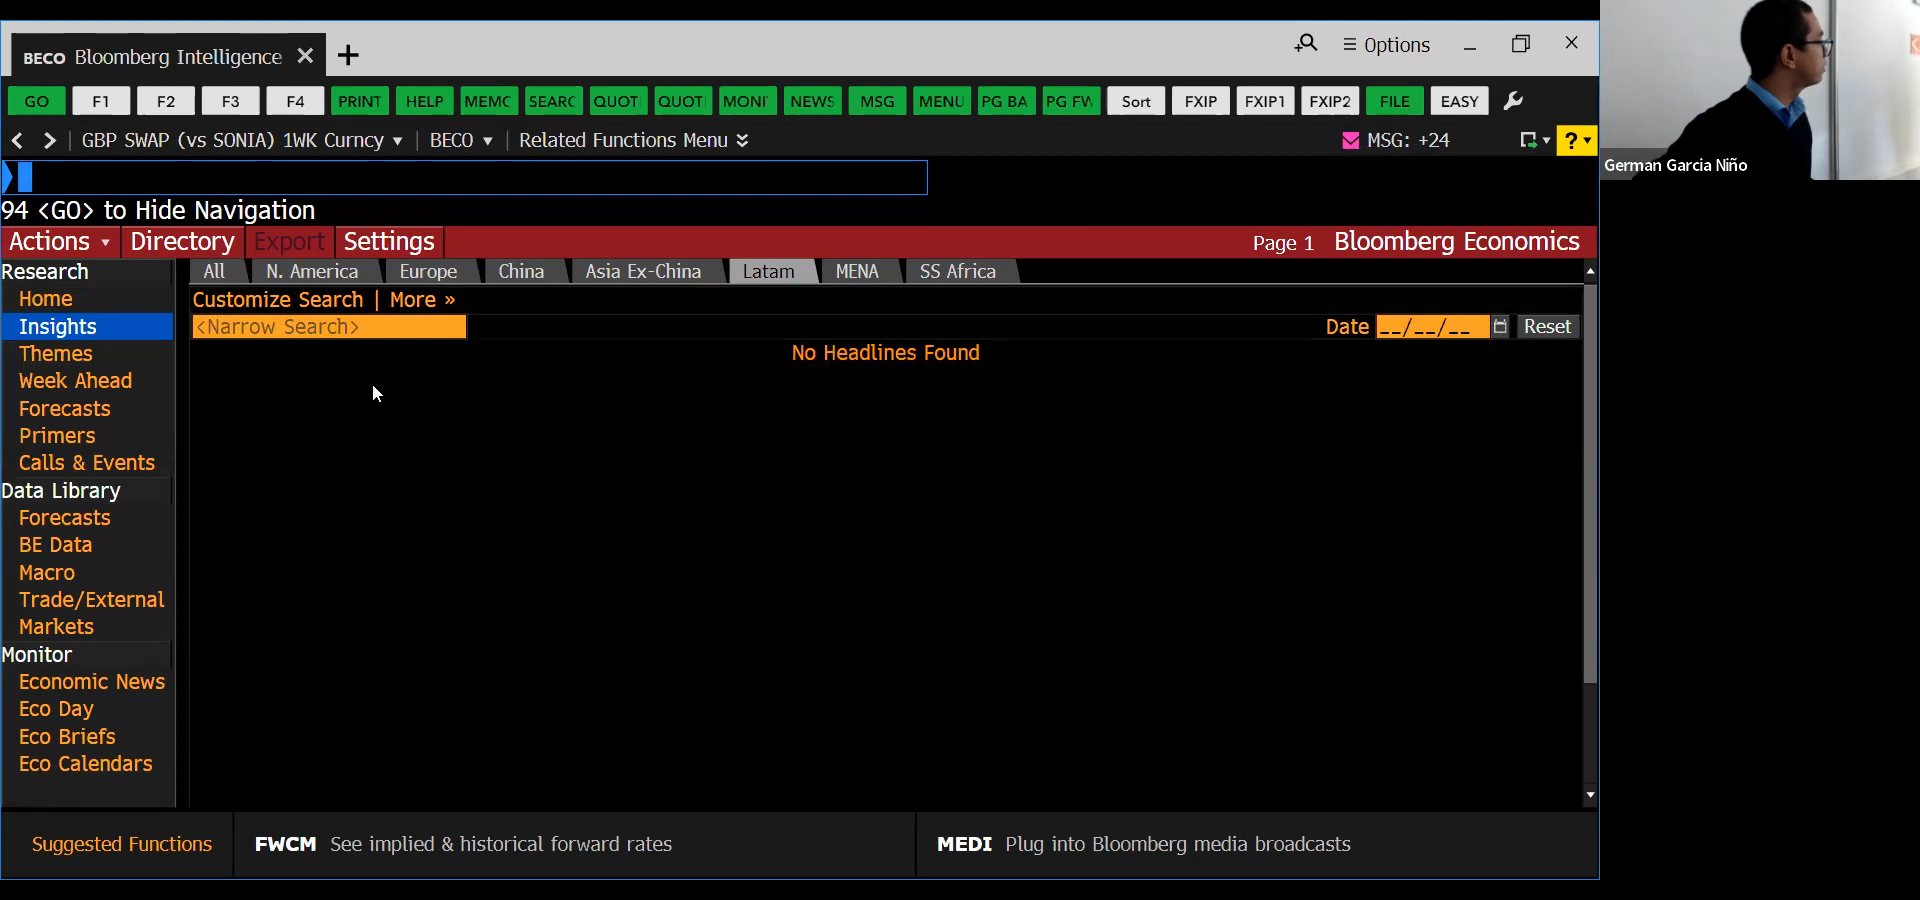 BECO Bloomberg Intelligence
Options
GO F1 F2 F3 F4 PRINT HELP MEMC SEARC QUOT QUOT MONI NEWS MSG MENU PG BA PG FW Sort FXIP FXIP1 FXIP2 FILE EASY
GBP SWAP (vs SONIA) 1WK Curncy BECO Related Functions Menu MSG: +24 ?
German Garcia Niño
94 <GO> to Hide Navigation
Actions Directory Export Settings Page 1 Bloomberg Economics
Research
Home
Insights
Themes
Week Ahead
Forecasts
Primers
Calls & Events
Data Library
Forecasts
BE Data
Macro
Trade/External
Markets
Monitor
Economic News
Eco Day
Eco Briefs
Eco Calendars
All N. America Europe China Asia Ex-China Latam MENA SS Africa
Customize Search | More »
<Narrow Search> Date __/__/__ Reset
No Headlines Found
Suggested Functions FWCM See implied & historical forward rates MEDI Plug into Bloomberg media broadcasts